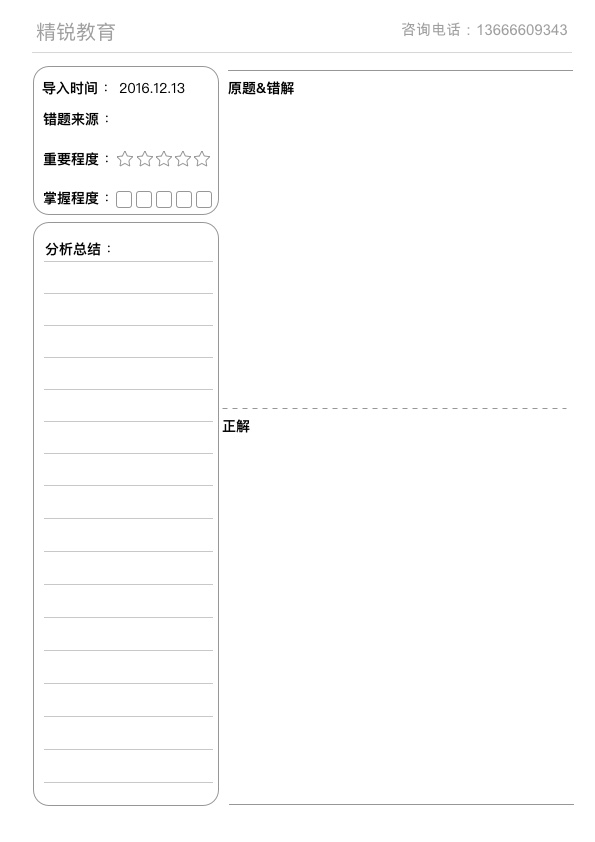 精锐教育
咨询电话：13666609343
导入时间： 2016.12.13
错题来源：
重要程度：
掌握程度：
分析总结：
原题&错解
正解